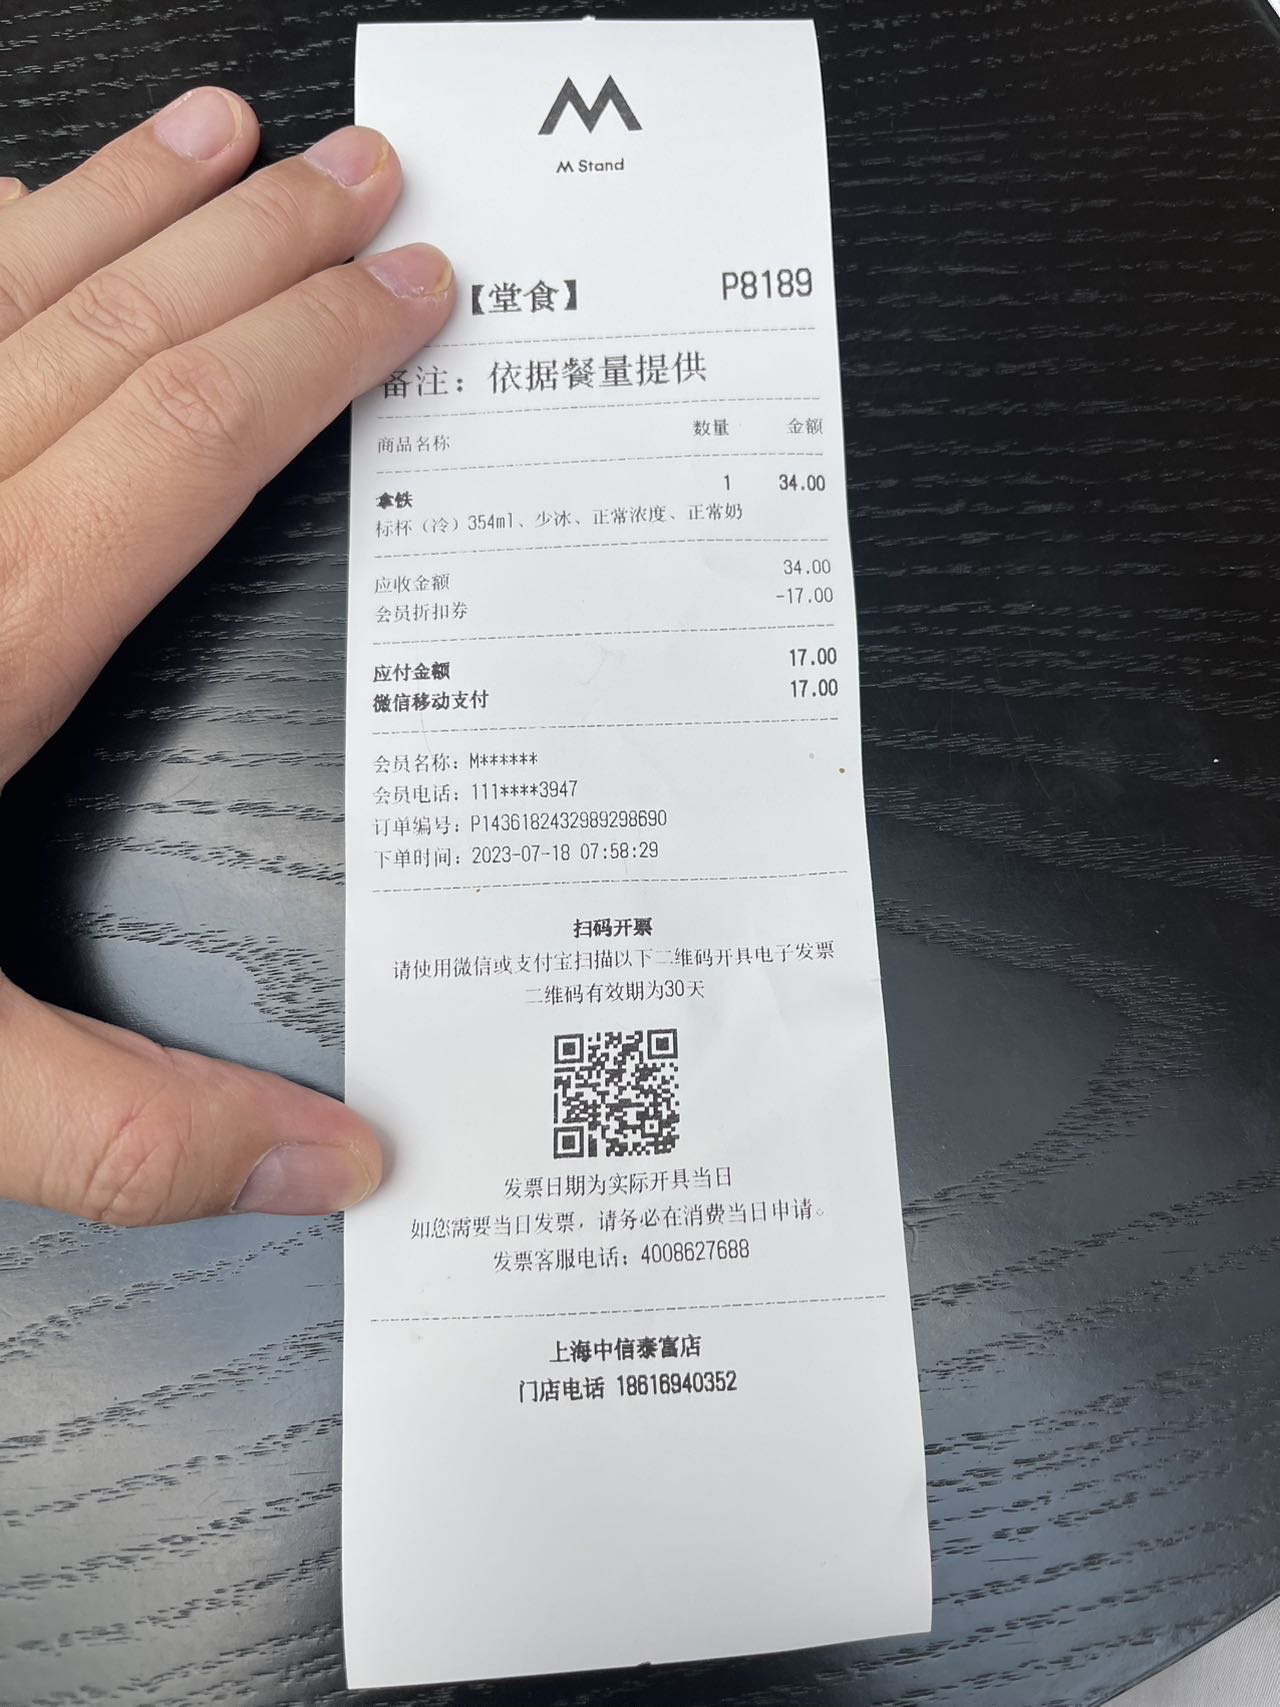 M Stand
【堂食】 P8189
备注：依据餐量提供
商品名称 数量 金额
拿铁 1 34.00
标杯（冷）354ml、少冰、正常浓度、正常奶
应收金额 34.00
会员折扣券 -17.00
应付金额 17.00
微信移动支付 17.00
会员名称：M******
会员电话：111****3947
订单编号：P1436182432989298690
下单时间：2023-07-18 07:58:29
扫码开票
请使用微信或支付宝扫描以下二维码开具电子发票
二维码有效期为30天
发票日期为实际开具当日
如您需要当日发票，请务必在消费当日申请。
发票客服电话：4008627688
上海中信泰富店
门店电话 18616940352